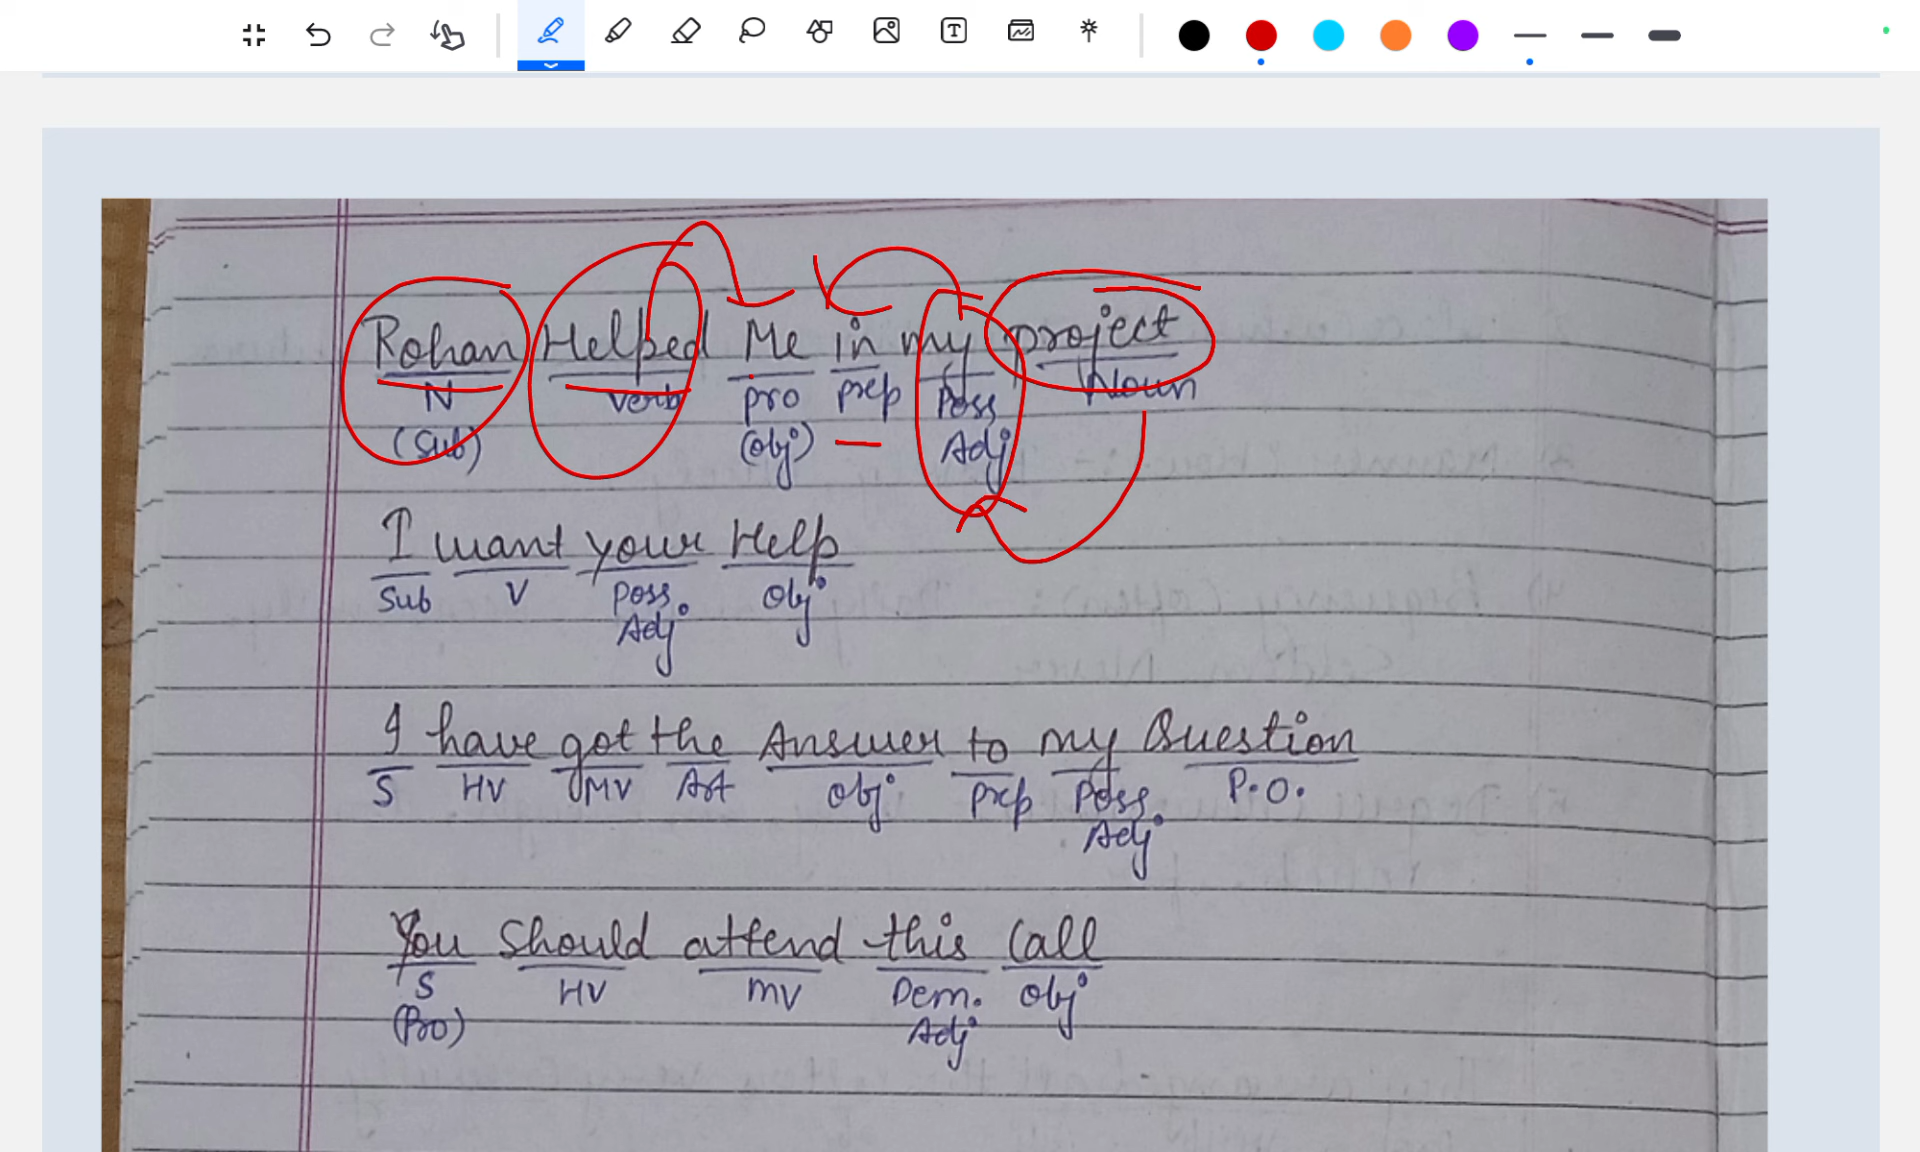 Rohan Helped Me in my project
N verb pro prep Poss Noun
(Sub) (obj) Adj
I want your Help
Sub V Poss. Obj
Adj
I have got the Answer to my Question
S HV MV Art obj prep Poss P.O.
Adj
You should attend this Call
S HV MV Dem. Obj
(Pro) Adj